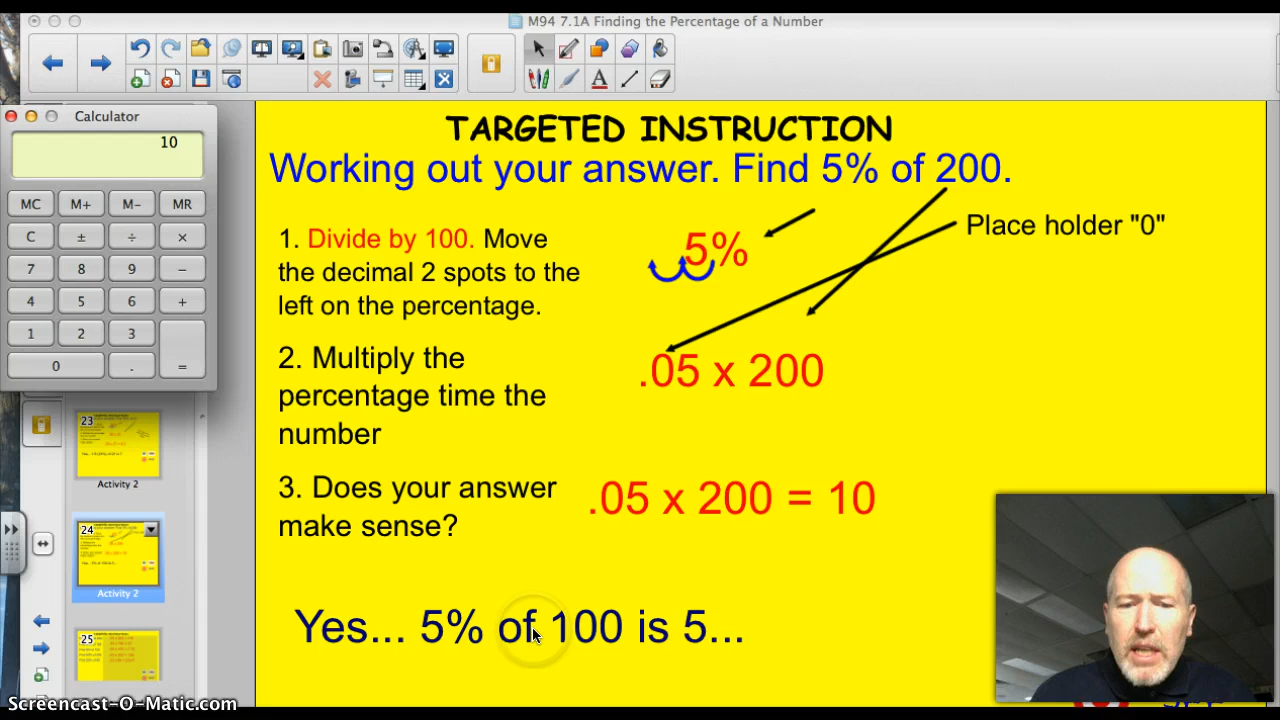 M94 7.1A Finding the Percentage of a Number
Calculator
10
MC M+ M- MR
C ± ÷ ×
7 8 9 −
4 5 6 +
1 2 3
0 . =
TARGETED INSTRUCTION
Working out your answer. Find 5% of 200.
Place holder "0"
1. Divide by 100. Move
the decimal 2 spots to the
left on the percentage.
5%
2. Multiply the
percentage time the
number
.05 x 200
3. Does your answer
make sense?
.05 x 200 = 10
Yes... 5% of 100 is 5...
23
Activity 2
24
Activity 2
25
A
Screencast-O-Matic.com